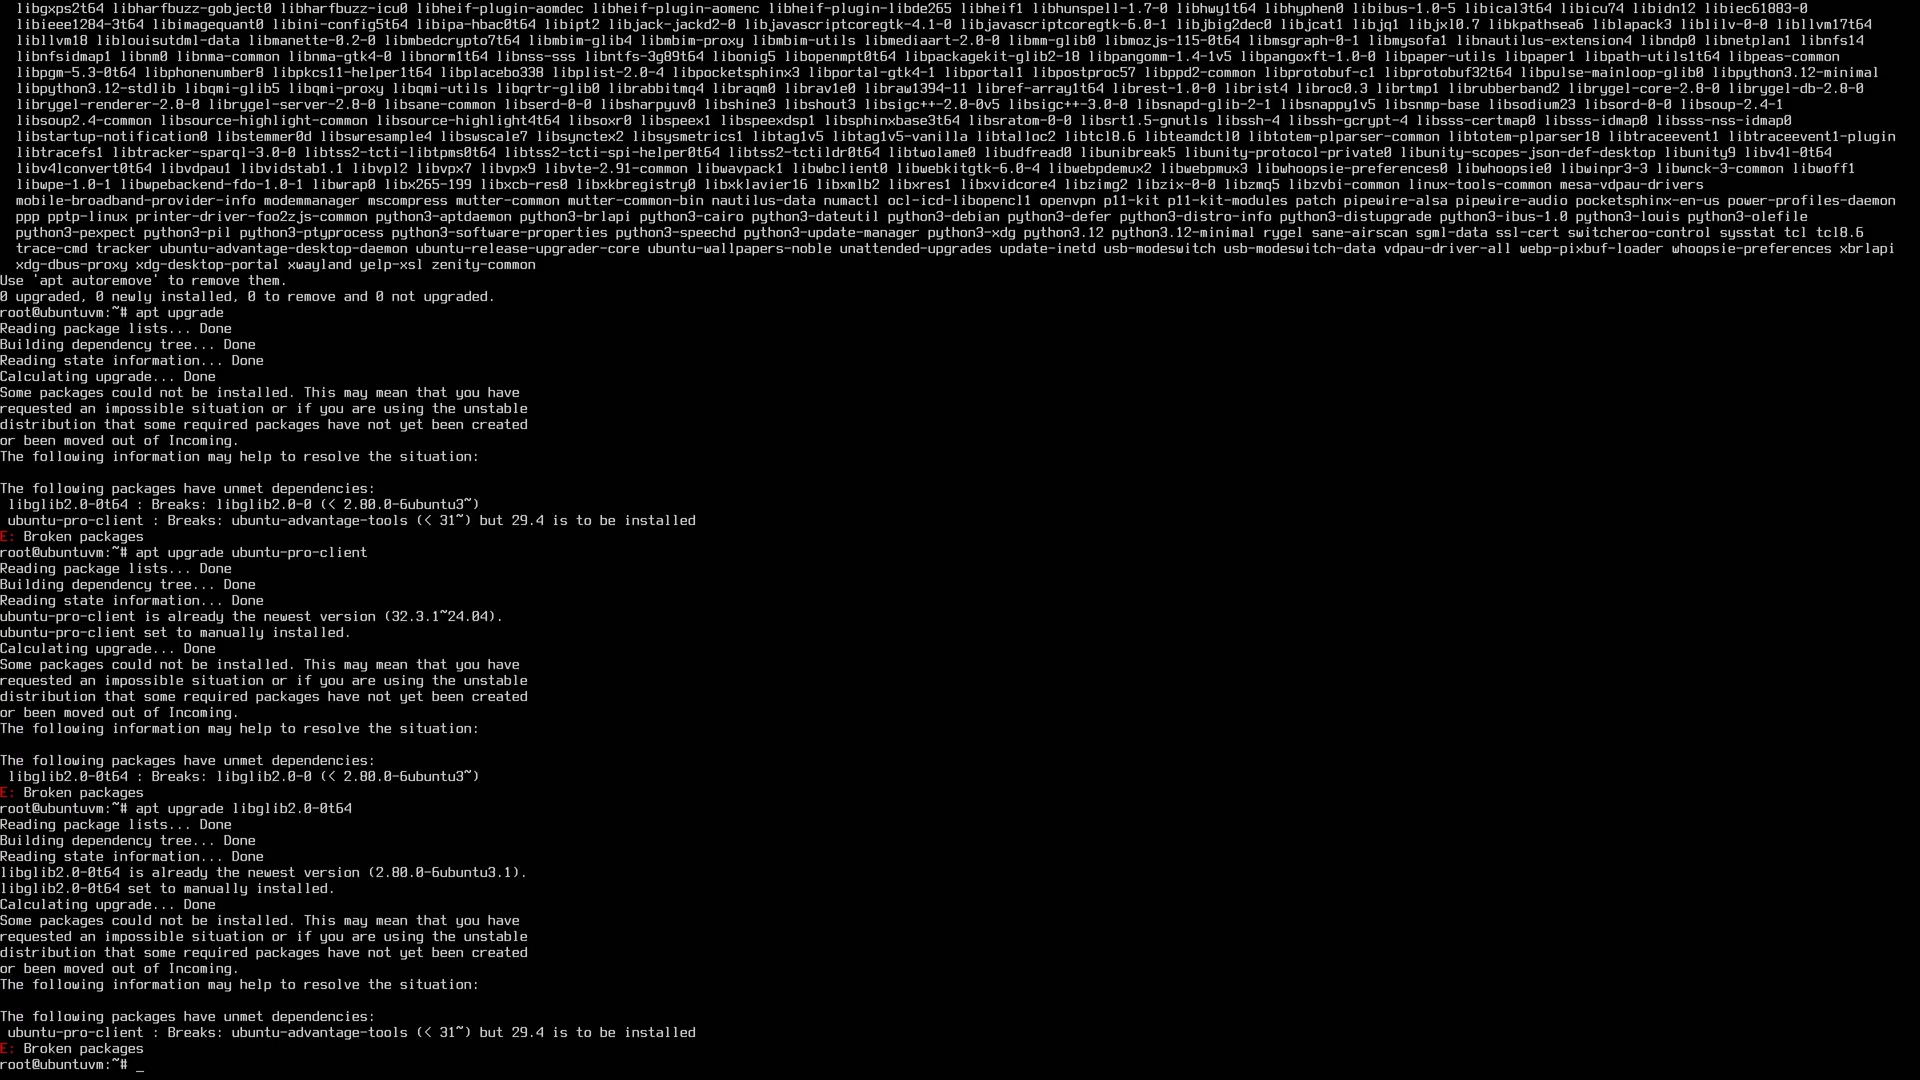 libgxps2t64 libharfbuzz-gobject0 libharfbuzz-icu0 libheif-plugin-aomdec libheif-plugin-aomenc libheif-plugin-libde265 libheif1 libhunspell-1.7-0 libhwy1t64 libhyphen0 libibus-1.0-5 libical3t64 libicu74 libidn12 libiec61883-0
libieee1284-3t64 libimagequant0 libini-config5t64 libipa-hbac0t64 libipt2 libjack-jackd2-0 libjavascriptcoregtk-4.1-0 libjavascriptcoregtk-6.0-1 libjbig2dec0 libjcat1 libjq1 libjxl0.7 libkpathsea6 liblapack3 liblilv-0-0 libllvm17t64
libllvm18 liblouisutdml-data libmanette-0.2-0 libmbedcrypto7t64 libmbim-glib4 libmbim-proxy libmbim-utils libmediaart-2.0-0 libmm-glib0 libmozjs-115-0t64 libmsgraph-0-1 libmysofa1 libnautilus-extension4 libndp0 libnetplan1 libnfs14
libnfsidmap1 libnm0 libnma-common libnma-gtk4-0 libnorm1t64 libnss-sss libntfs-3g89t64 libonig5 libopenmpt0t64 libpackagekit-glib2-18 libpangomm-1.4-1v5 libpangoxft-1.0-0 libpaper-utils libpaper1 libpath-utils1t64 libpeas-common
libpgm-5.3-0t64 libphonenumber8 libpkcs11-helper1t64 libplacebo338 libplist-2.0-4 libpocketsphinx3 libportal-gtk4-1 libportal1 libpostproc57 libppd2-common libprotobuf-c1 libprotobuf32t64 libpulse-mainloop-glib0 libpython3.12-minimal
libpython3.12-stdlib libqmi-glib5 libqmi-proxy libqmi-utils libqrtr-glib0 librabbitmq4 libraqm0 librav1e0 libraw1394-11 libref-array1t64 librest-1.0-0 librist4 libroc0.3 librtmp1 librubberband2 librygel-core-2.8-0 librygel-db-2.8-0
librygel-renderer-2.8-0 librygel-server-2.8-0 libsane-common libserd-0-0 libsharpyuv0 libshine3 libshout3 libsigc++-2.0-0v5 libsigc++-3.0-0 libsnapd-glib-2-1 libsnappy1v5 libsnmp-base libsodium23 libsord-0-0 libsoup-2.4-1
libsoup2.4-common libsource-highlight-common libsource-highlight4t64 libsoxr0 libspeex1 libspeexdsp1 libsphinxbase3t64 libsratom-0-0 libsrt1.5-gnutls libssh-4 libssh-gcrypt-4 libsss-certmap0 libsss-idmap0 libsss-nss-idmap0
libstartup-notification0 libstemmer0d libswresample4 libswscale7 libsynctex2 libsysmetrics1 libtag1v5 libtag1v5-vanilla libtalloc2 libtcl8.6 libteamdctl0 libtotem-plparser-common libtotem-plparser18 libtraceevent1 libtraceevent1-plugin
libtracefs1 libtracker-sparql-3.0-0 libtss2-tcti-libtpms0t64 libtss2-tcti-spi-helper0t64 libtss2-tctildr0t64 libtwolame0 libudfread0 libunibreak5 libunity-protocol-private0 libunity-scopes-json-def-desktop libunity9 libv4l-0t64
libv4lconvert0t64 libvdpau1 libvidstab1.1 libvpl2 libvpx7 libvpx9 libvte-2.91-common libwavpack1 libwbclient0 libwebkitgtk-6.0-4 libwebpdemux2 libwebpmux3 libwhoopsie-preferences0 libwhoopsie0 libwinpr3-3 libwnck-3-common libwoff1
libwpe-1.0-1 libwpebackend-fdo-1.0-1 libwrap0 libx265-199 libxcb-res0 libxkbregistry0 libxklavier16 libxmlb2 libxres1 libxvidcore4 libzimg2 libzix-0-0 libzmq5 libzvbi-common linux-tools-common mesa-vdpau-drivers
mobile-broadband-provider-info modemmanager mscompress mutter-common mutter-common-bin nautilus-data numactl ocl-icd-libopencl1 openvpn p11-kit p11-kit-modules patch pipewire-alsa pipewire-audio pocketsphinx-en-us power-profiles-daemon
ppp pptp-linux printer-driver-foo2zjs-common python3-aptdaemon python3-brlapi python3-cairo python3-dateutil python3-debian python3-defer python3-distro-info python3-distupgrade python3-ibus-1.0 python3-louis python3-olefile
python3-pexpect python3-pil python3-ptyprocess python3-software-properties python3-speechd python3-update-manager python3-xdg python3.12 python3.12-minimal rygel sane-airscan sgml-data ssl-cert switcheroo-control sysstat tcl tcl8.6
trace-cmd tracker ubuntu-advantage-desktop-daemon ubuntu-release-upgrader-core ubuntu-wallpapers-noble unattended-upgrades update-inetd usb-modeswitch usb-modeswitch-data vdpau-driver-all webp-pixbuf-loader whoopsie-preferences xbrlapi
xdg-dbus-proxy xdg-desktop-portal xwayland yelp-xsl zenity-common
Use 'apt autoremove' to remove them.
0 upgraded, 0 newly installed, 0 to remove and 0 not upgraded.
root@ubuntuvm:~# apt upgrade
Reading package lists... Done
Building dependency tree... Done
Reading state information... Done
Calculating upgrade... Done
Some packages could not be installed. This may mean that you have
requested an impossible situation or if you are using the unstable
distribution that some required packages have not yet been created
or been moved out of Incoming.
The following information may help to resolve the situation:
The following packages have unmet dependencies:
libglib2.0-0t64 : Breaks: libglib2.0-0 (< 2.80.0-6ubuntu3~)
ubuntu-pro-client : Breaks: ubuntu-advantage-tools (< 31~) but 29.4 is to be installed
E: Broken packages
root@ubuntuvm:~# apt upgrade ubuntu-pro-client
Reading package lists... Done
Building dependency tree... Done
Reading state information... Done
ubuntu-pro-client is already the newest version (32.3.1~24.04).
ubuntu-pro-client set to manually installed.
Calculating upgrade... Done
Some packages could not be installed. This may mean that you have
requested an impossible situation or if you are using the unstable
distribution that some required packages have not yet been created
or been moved out of Incoming.
The following information may help to resolve the situation:
The following packages have unmet dependencies:
libglib2.0-0t64 : Breaks: libglib2.0-0 (< 2.80.0-6ubuntu3~)
E: Broken packages
root@ubuntuvm:~# apt upgrade libglib2.0-0t64
Reading package lists... Done
Building dependency tree... Done
Reading state information... Done
libglib2.0-0t64 is already the newest version (2.80.0-6ubuntu3.1).
libglib2.0-0t64 set to manually installed.
Calculating upgrade... Done
Some packages could not be installed. This may mean that you have
requested an impossible situation or if you are using the unstable
distribution that some required packages have not yet been created
or been moved out of Incoming.
The following information may help to resolve the situation:
The following packages have unmet dependencies:
ubuntu-pro-client : Breaks: ubuntu-advantage-tools (< 31~) but 29.4 is to be installed
E: Broken packages
root@ubuntuvm:~# _